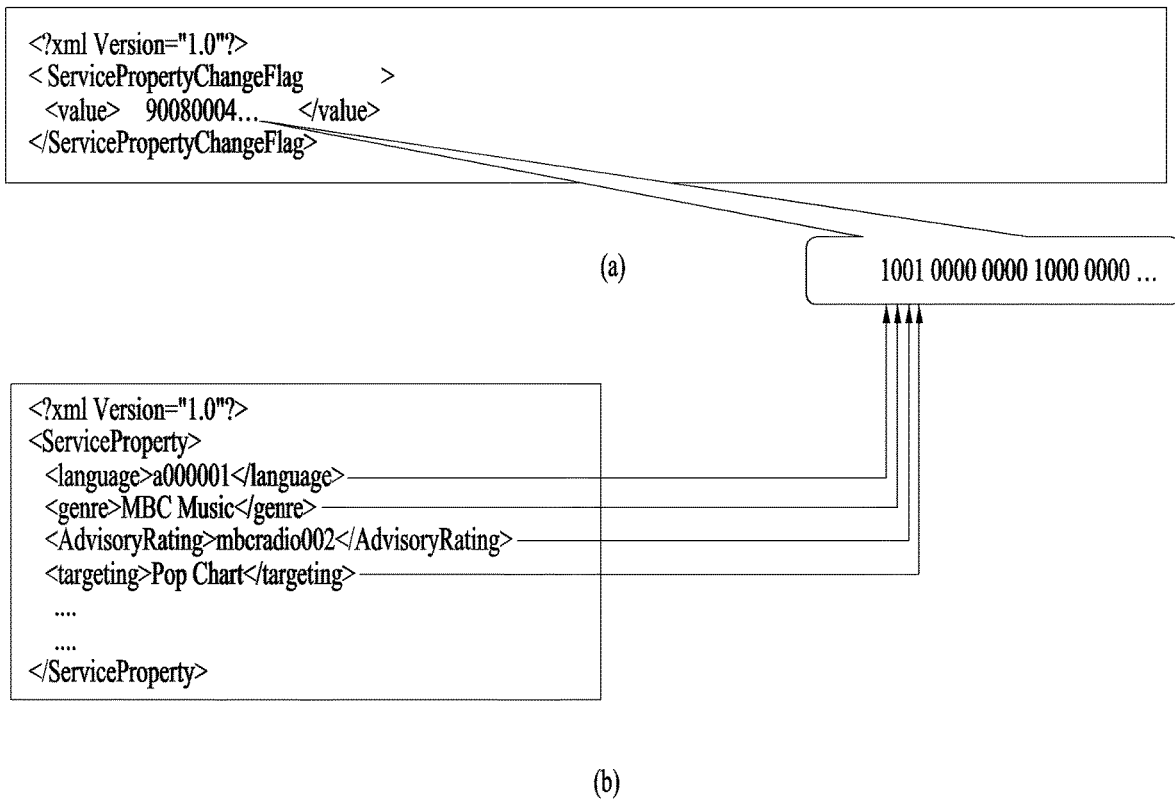 <?xml Version="1.0"?>
< ServicePropertyChangeFlag >
<value> 90080004... </value>
</ServicePropertyChangeFlag>
(a)
1001 0000 0000 1000 0000 ...
<?xml Version="1.0"?>
<ServiceProperty>
<language>a000001</language>
<genre>MBC Music</genre>
<AdvisoryRating>mbcradio002</AdvisoryRating>
<targeting>Pop Chart</targeting>
....
....
</ServiceProperty>
(b)